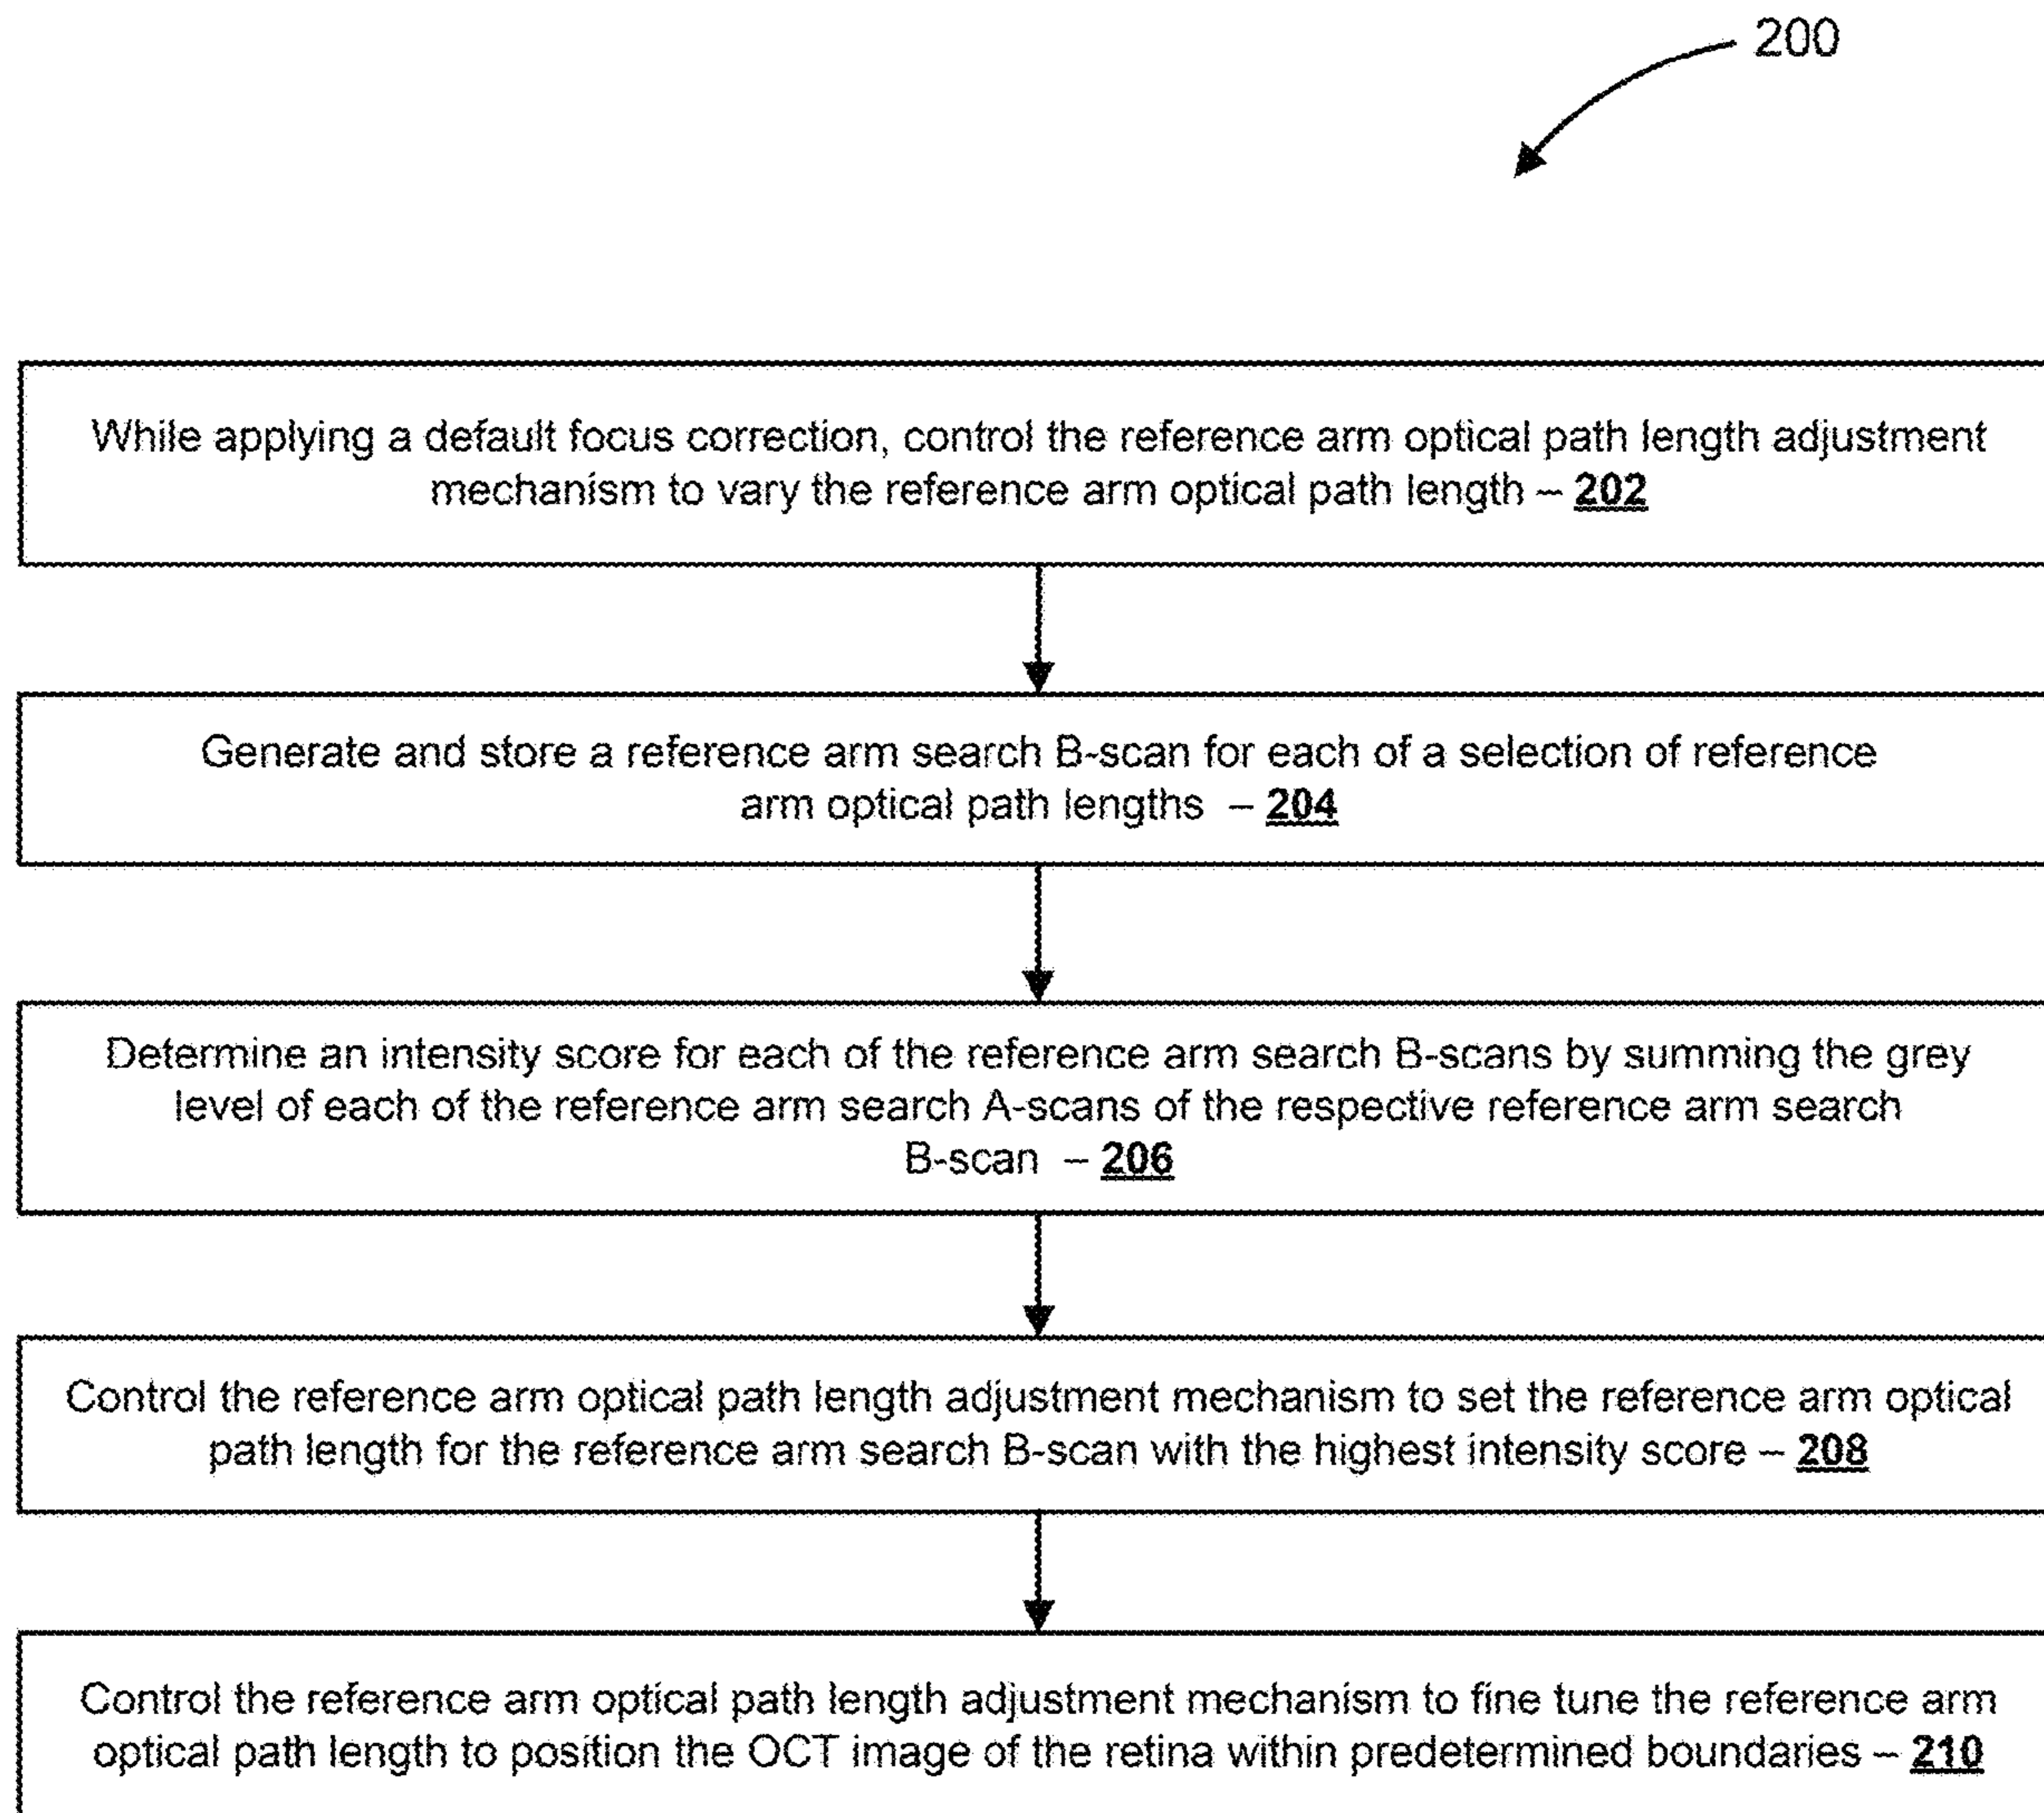 200
While applying a default focus correction, control the reference arm optical path length adjustment
mechanism to vary the reference arm optical path length – 202
Generate and store a reference arm search B-scan for each of a selection of reference
arm optical path lengths – 204
Determine an intensity score for each of the reference arm search B-scans by summing the grey
level of each of the reference arm search A-scans of the respective reference arm search
B-scan – 206
Control the reference arm optical path length adjustment mechanism to set the reference arm optical
path length for the reference arm search B-scan with the highest intensity score – 208
Control the reference arm optical path length adjustment mechanism to fine tune the reference arm
optical path length to position the OCT image of the retina within predetermined boundaries – 210